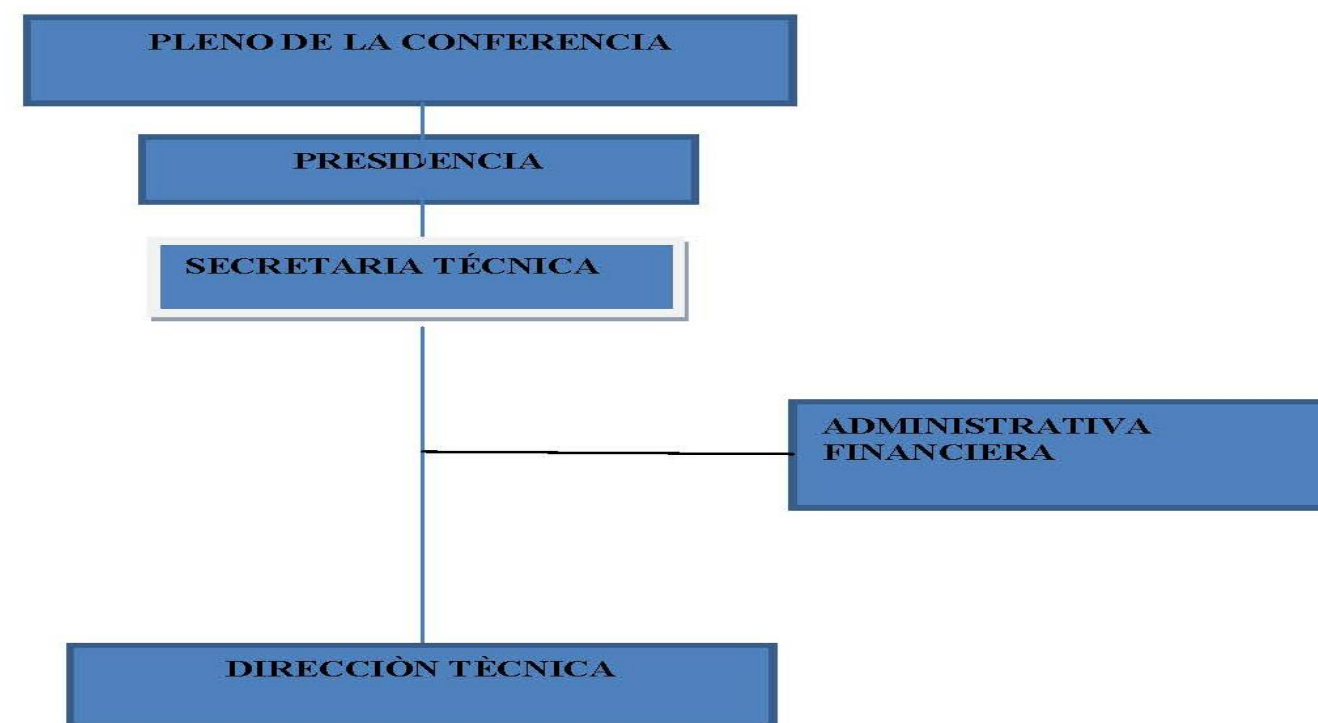 PLENO DE LA CONFERENCIA
PRESIDENCIA
SECRETARIA TÉCNICA
ADMINISTRATIVA
FINANCIERA
DIRECCIÒN TÈCNICA